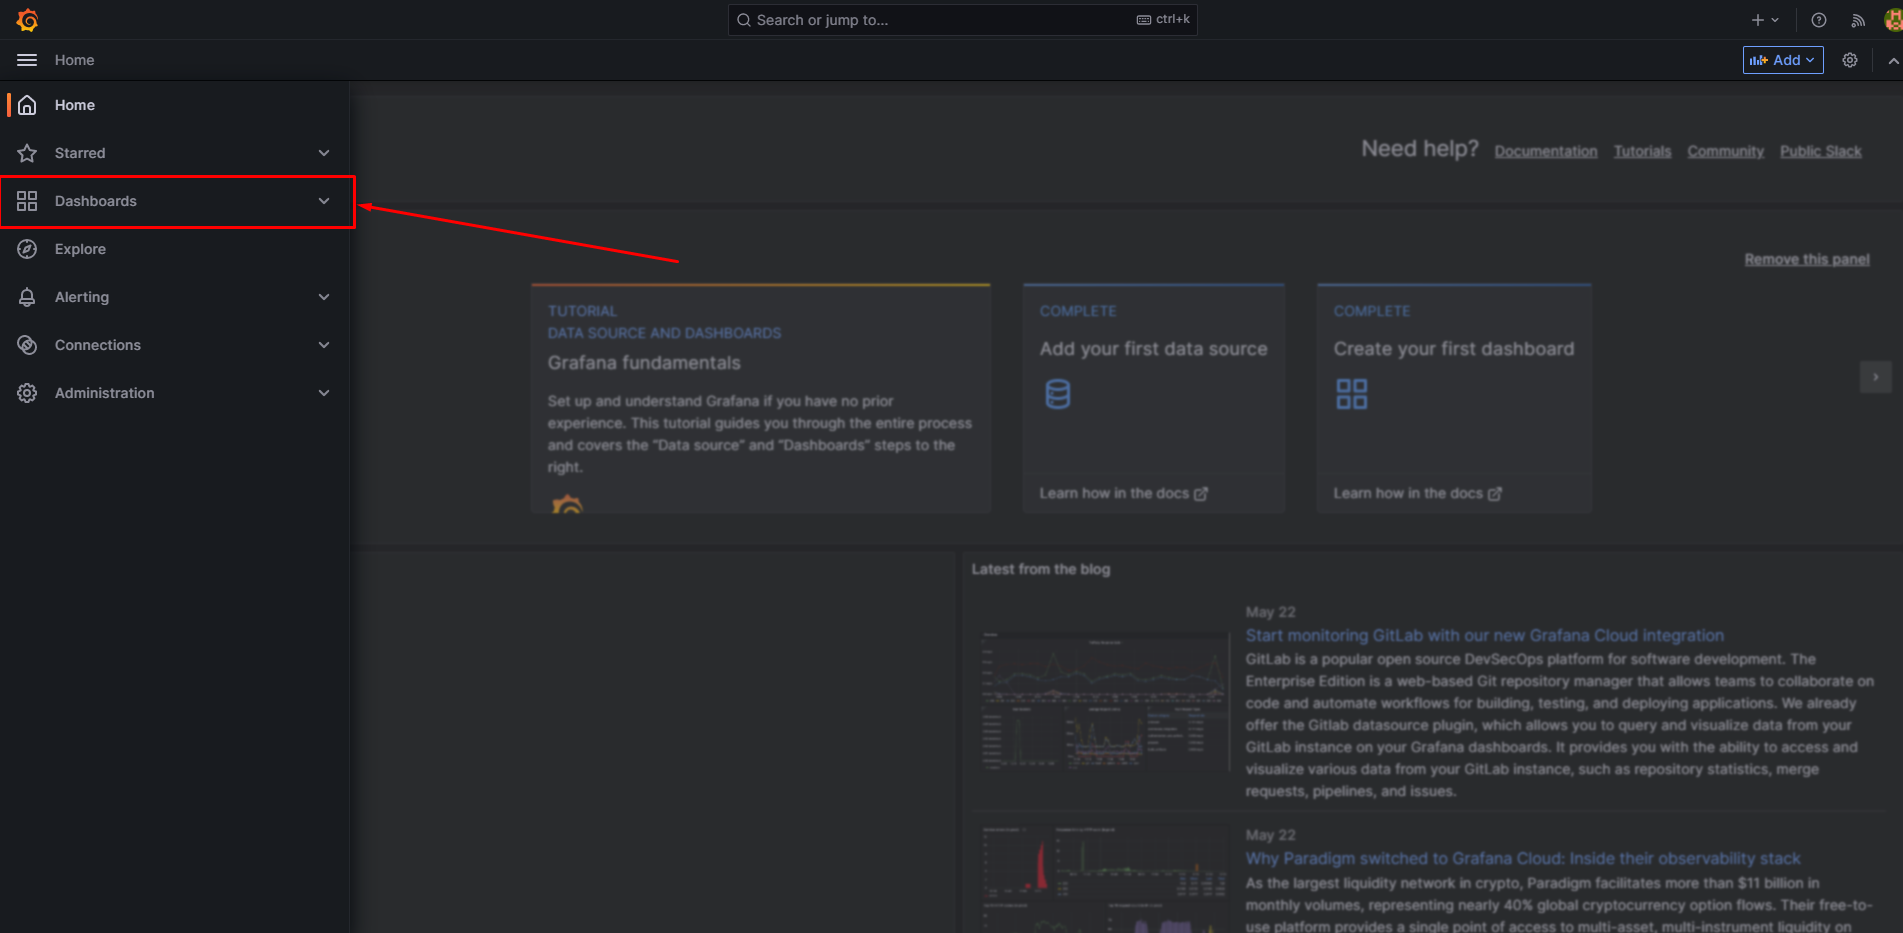 Search or jump to...
ctrl+k
Home
Add
Home
Starred
Dashboards
Explore
Alerting
Connections
Administration
Need help?
Documentation
Tutorials
Community
Public Slack
Remove this panel
TUTORIAL
DATA SOURCE AND DASHBOARDS
Grafana fundamentals
Set up and understand Grafana if you have no prior
experience. This tutorial guides you through the entire process
and covers the "Data source" and "Dashboards" steps to the
right.
COMPLETE
Add your first data source
Learn how in the docs
COMPLETE
Create your first dashboard
Learn how in the docs
Latest from the blog
May 22
Start monitoring GitLab with our new Grafana Cloud integration
GitLab is a popular open source DevSecOps platform for software development. The
Enterprise Edition is a web-based Git repository manager that allows teams to collaborate on
code and automate workflows for building, testing, and deploying applications. We already
offer the Gitlab datasource plugin, which allows you to query and visualize data from your
GitLab instance on your Grafana dashboards. It provides you with the ability to access and
visualize various data from your GitLab instance, such as repository statistics, merge
requests, pipelines, and issues.
May 22
Why Paradigm switched to Grafana Cloud: Inside their observability stack
As the largest liquidity network in crypto, Paradigm facilitates more than $11 billion in
monthly volumes, representing nearly 40% global cryptocurrency option flows. Their free-to-
use platform provides a single point of access to multi-asset, multi-instrument liquidity on